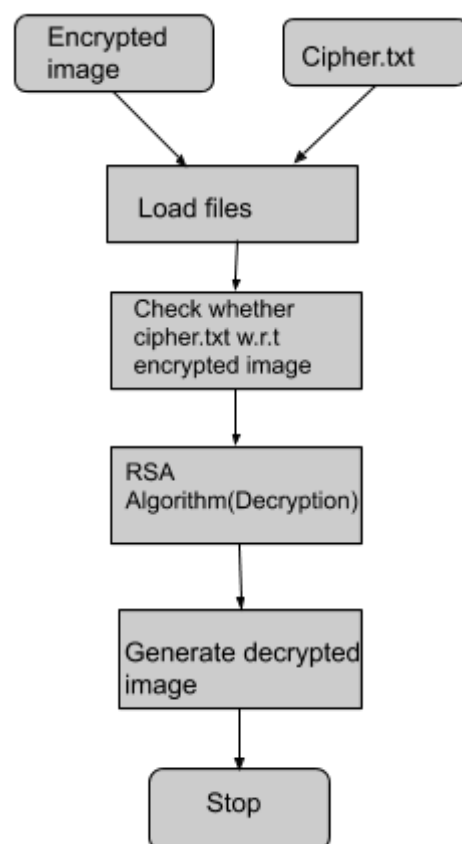 Encrypted
image
Cipher.txt
Load files
Check whether
cipher.txt w.r.t
encrypted image
RSA
Algorithm(Decryption)
Generate decrypted
image
Stop